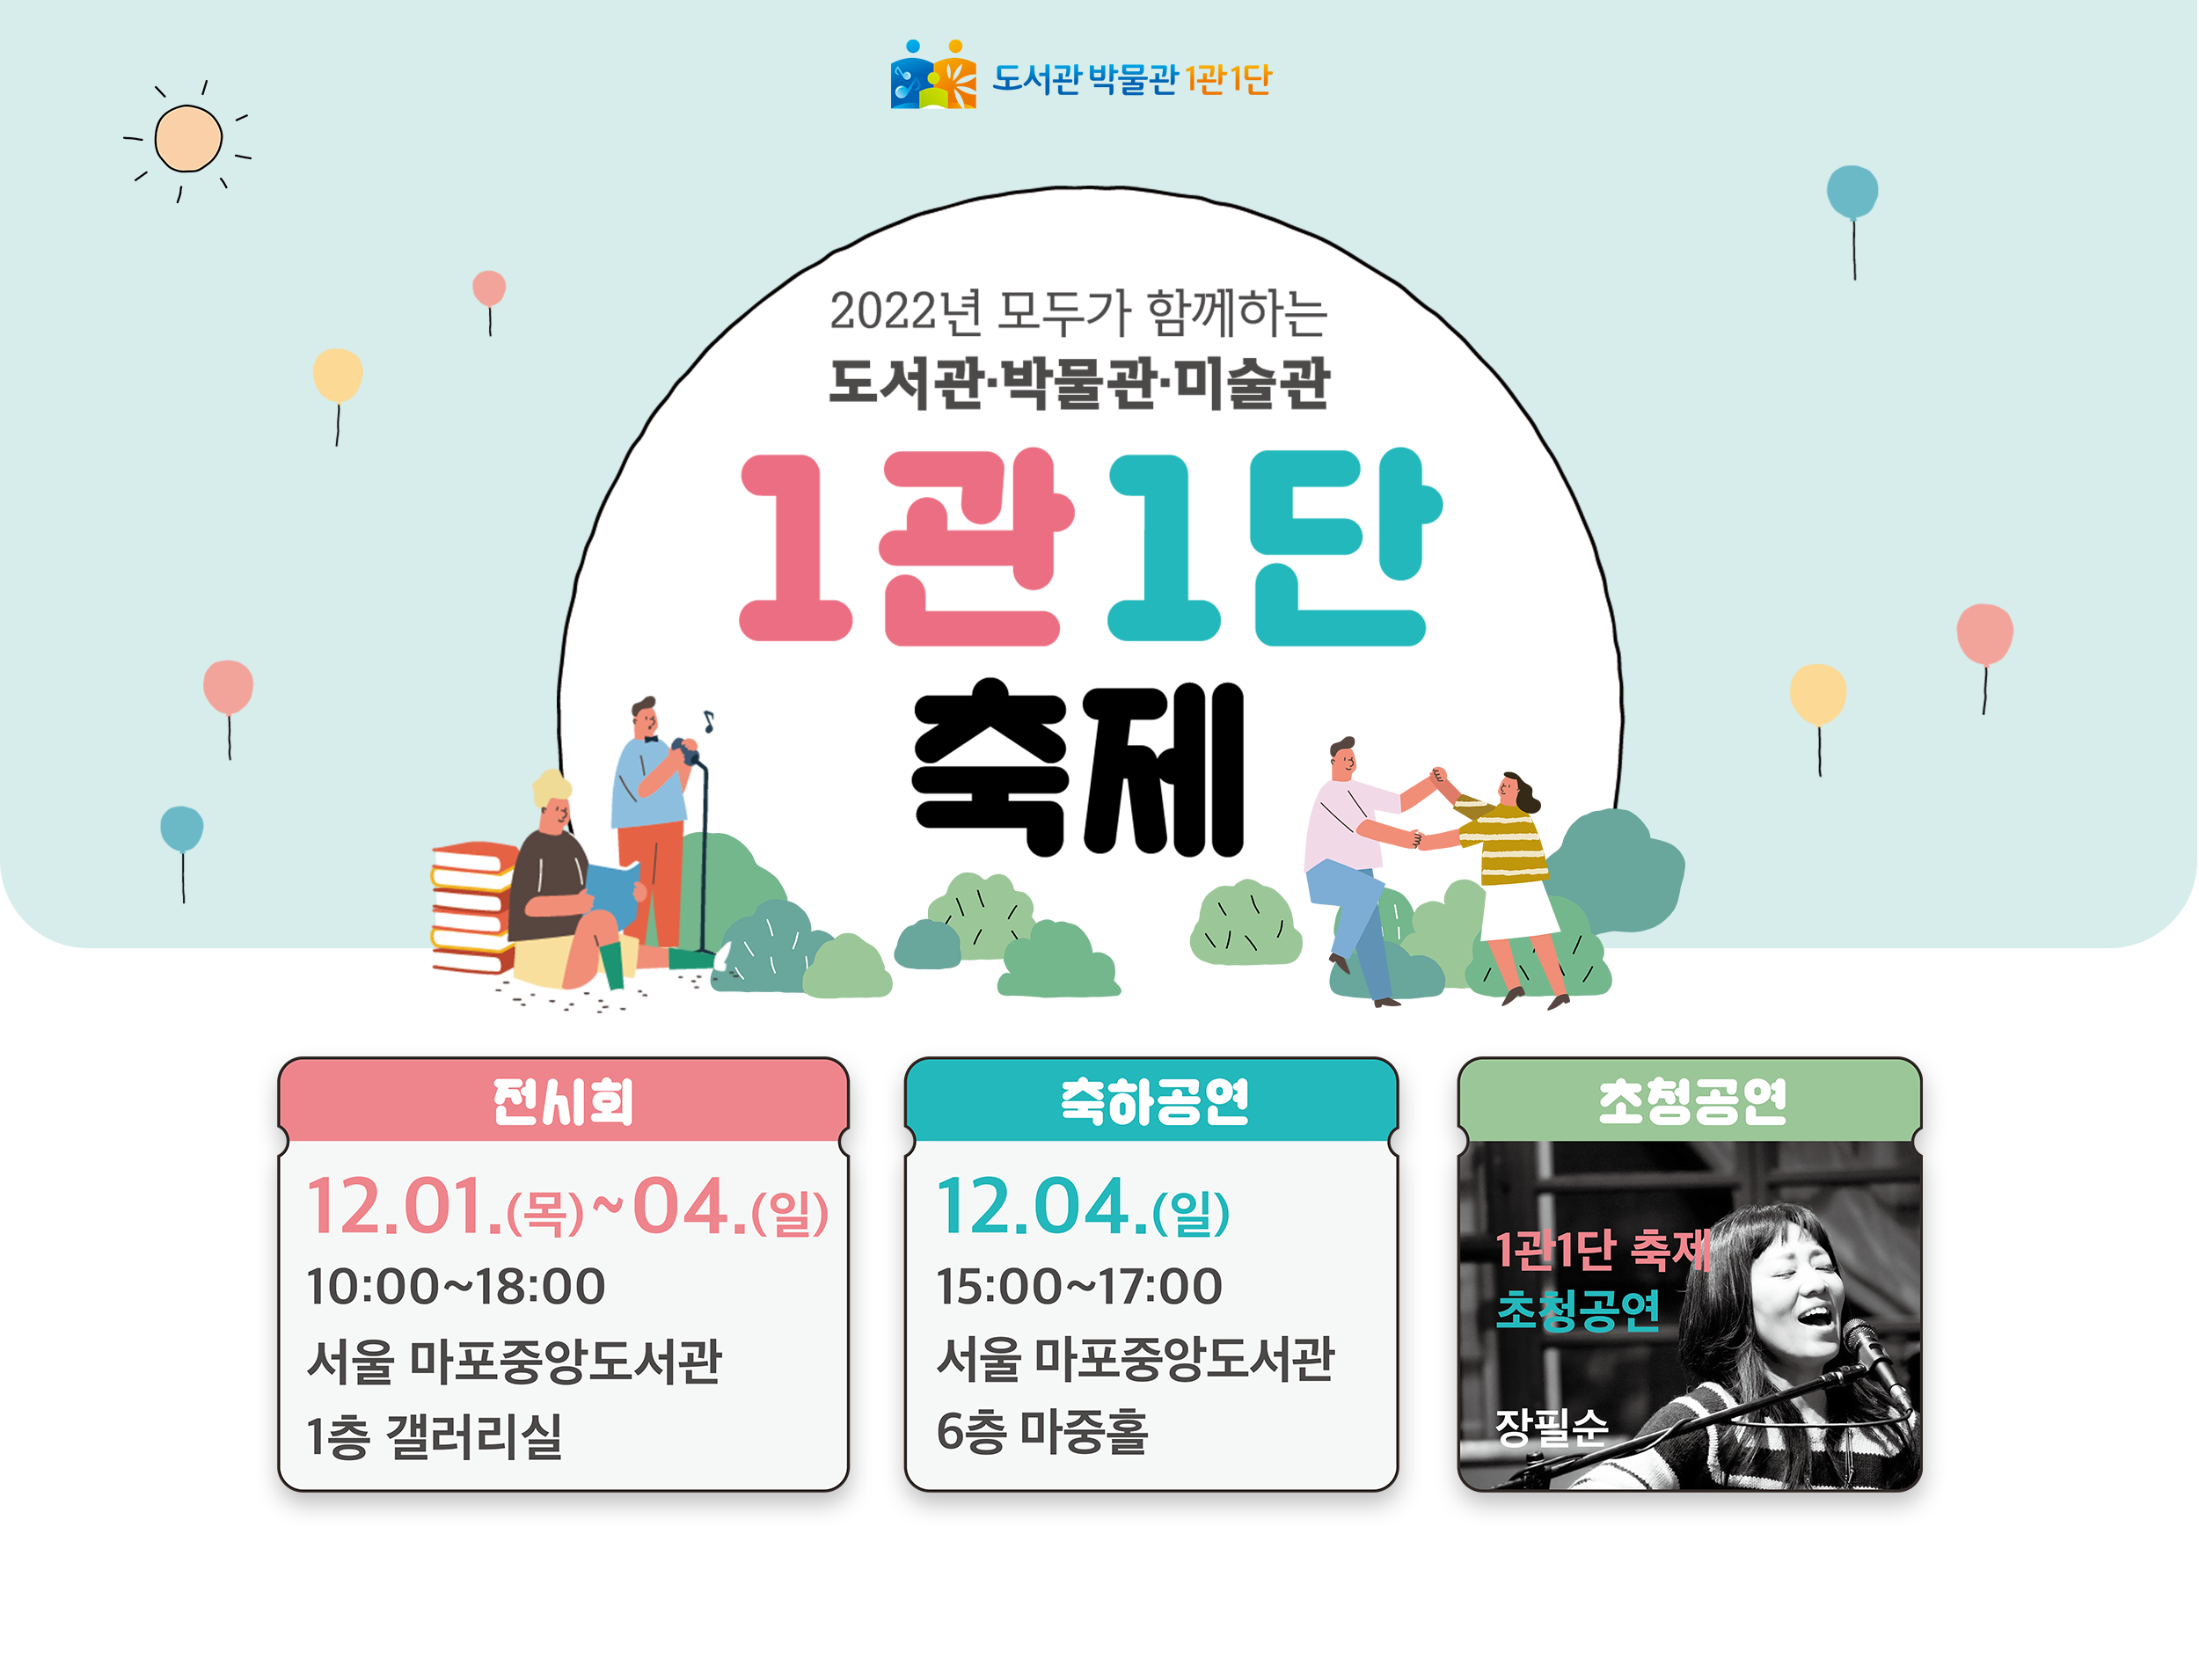 도서관 박물관 1관1단
2022년 모두가 함께하는
도서관·박물관·미술관
1관 1단
축제
전시회
12.01.(목)~04.(일)
10:00~18:00
서울 마포중앙도서관
1층 갤러리실
축하공연
12.04.(일)
15:00~17:00
서울 마포중앙도서관
6층 마중홀
초청공연
1관1단 축제
초청공연
장필순